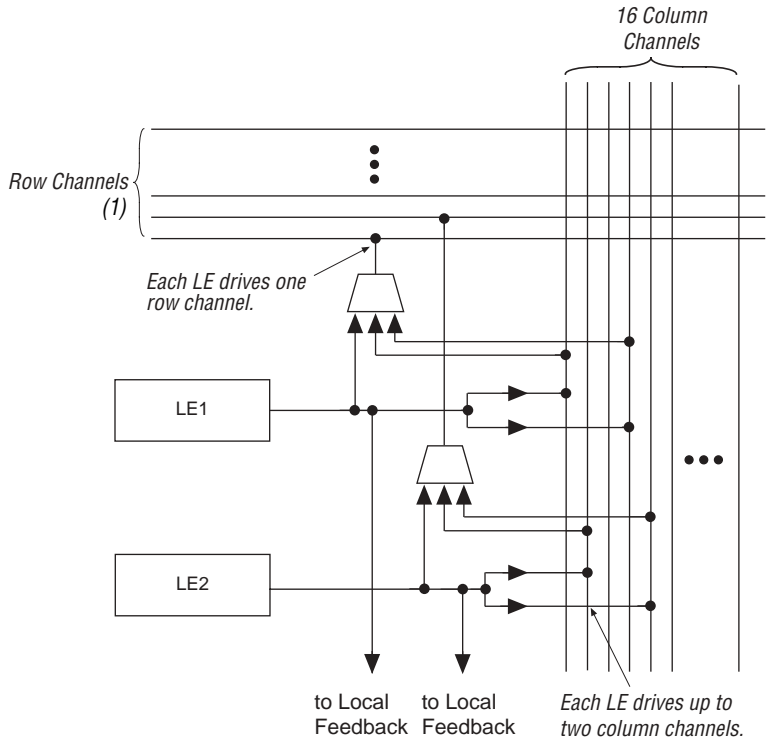 16 Column
Channels
Row Channels
(1)
Each LE drives one
row channel.
LE1
LE2
to Local
Feedback
to Local
Feedback
Each LE drives up to
two column channels.